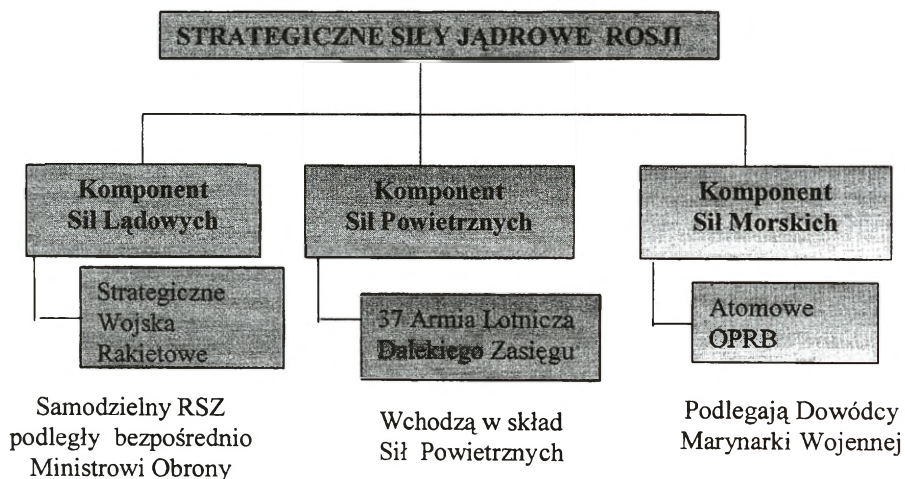 STRATEGICZNE SIŁY JĄDROWE ROSJI
Komponent
Sił Lądowych
Strategiczne
Wojska
Rakietowe
Samodzielny RSZ
podległy bezpośrednio
Ministrowi Obrony
Komponent
Sił Powietrznych
37 Armia Lotnicza
Dalekiego Zasięgu
Wchodzą w skład
Sił Powietrznych
Komponent
Sił Morskich
Atomowe
OPRB
Podlegają Dowódcy
Marynarki Wojennej